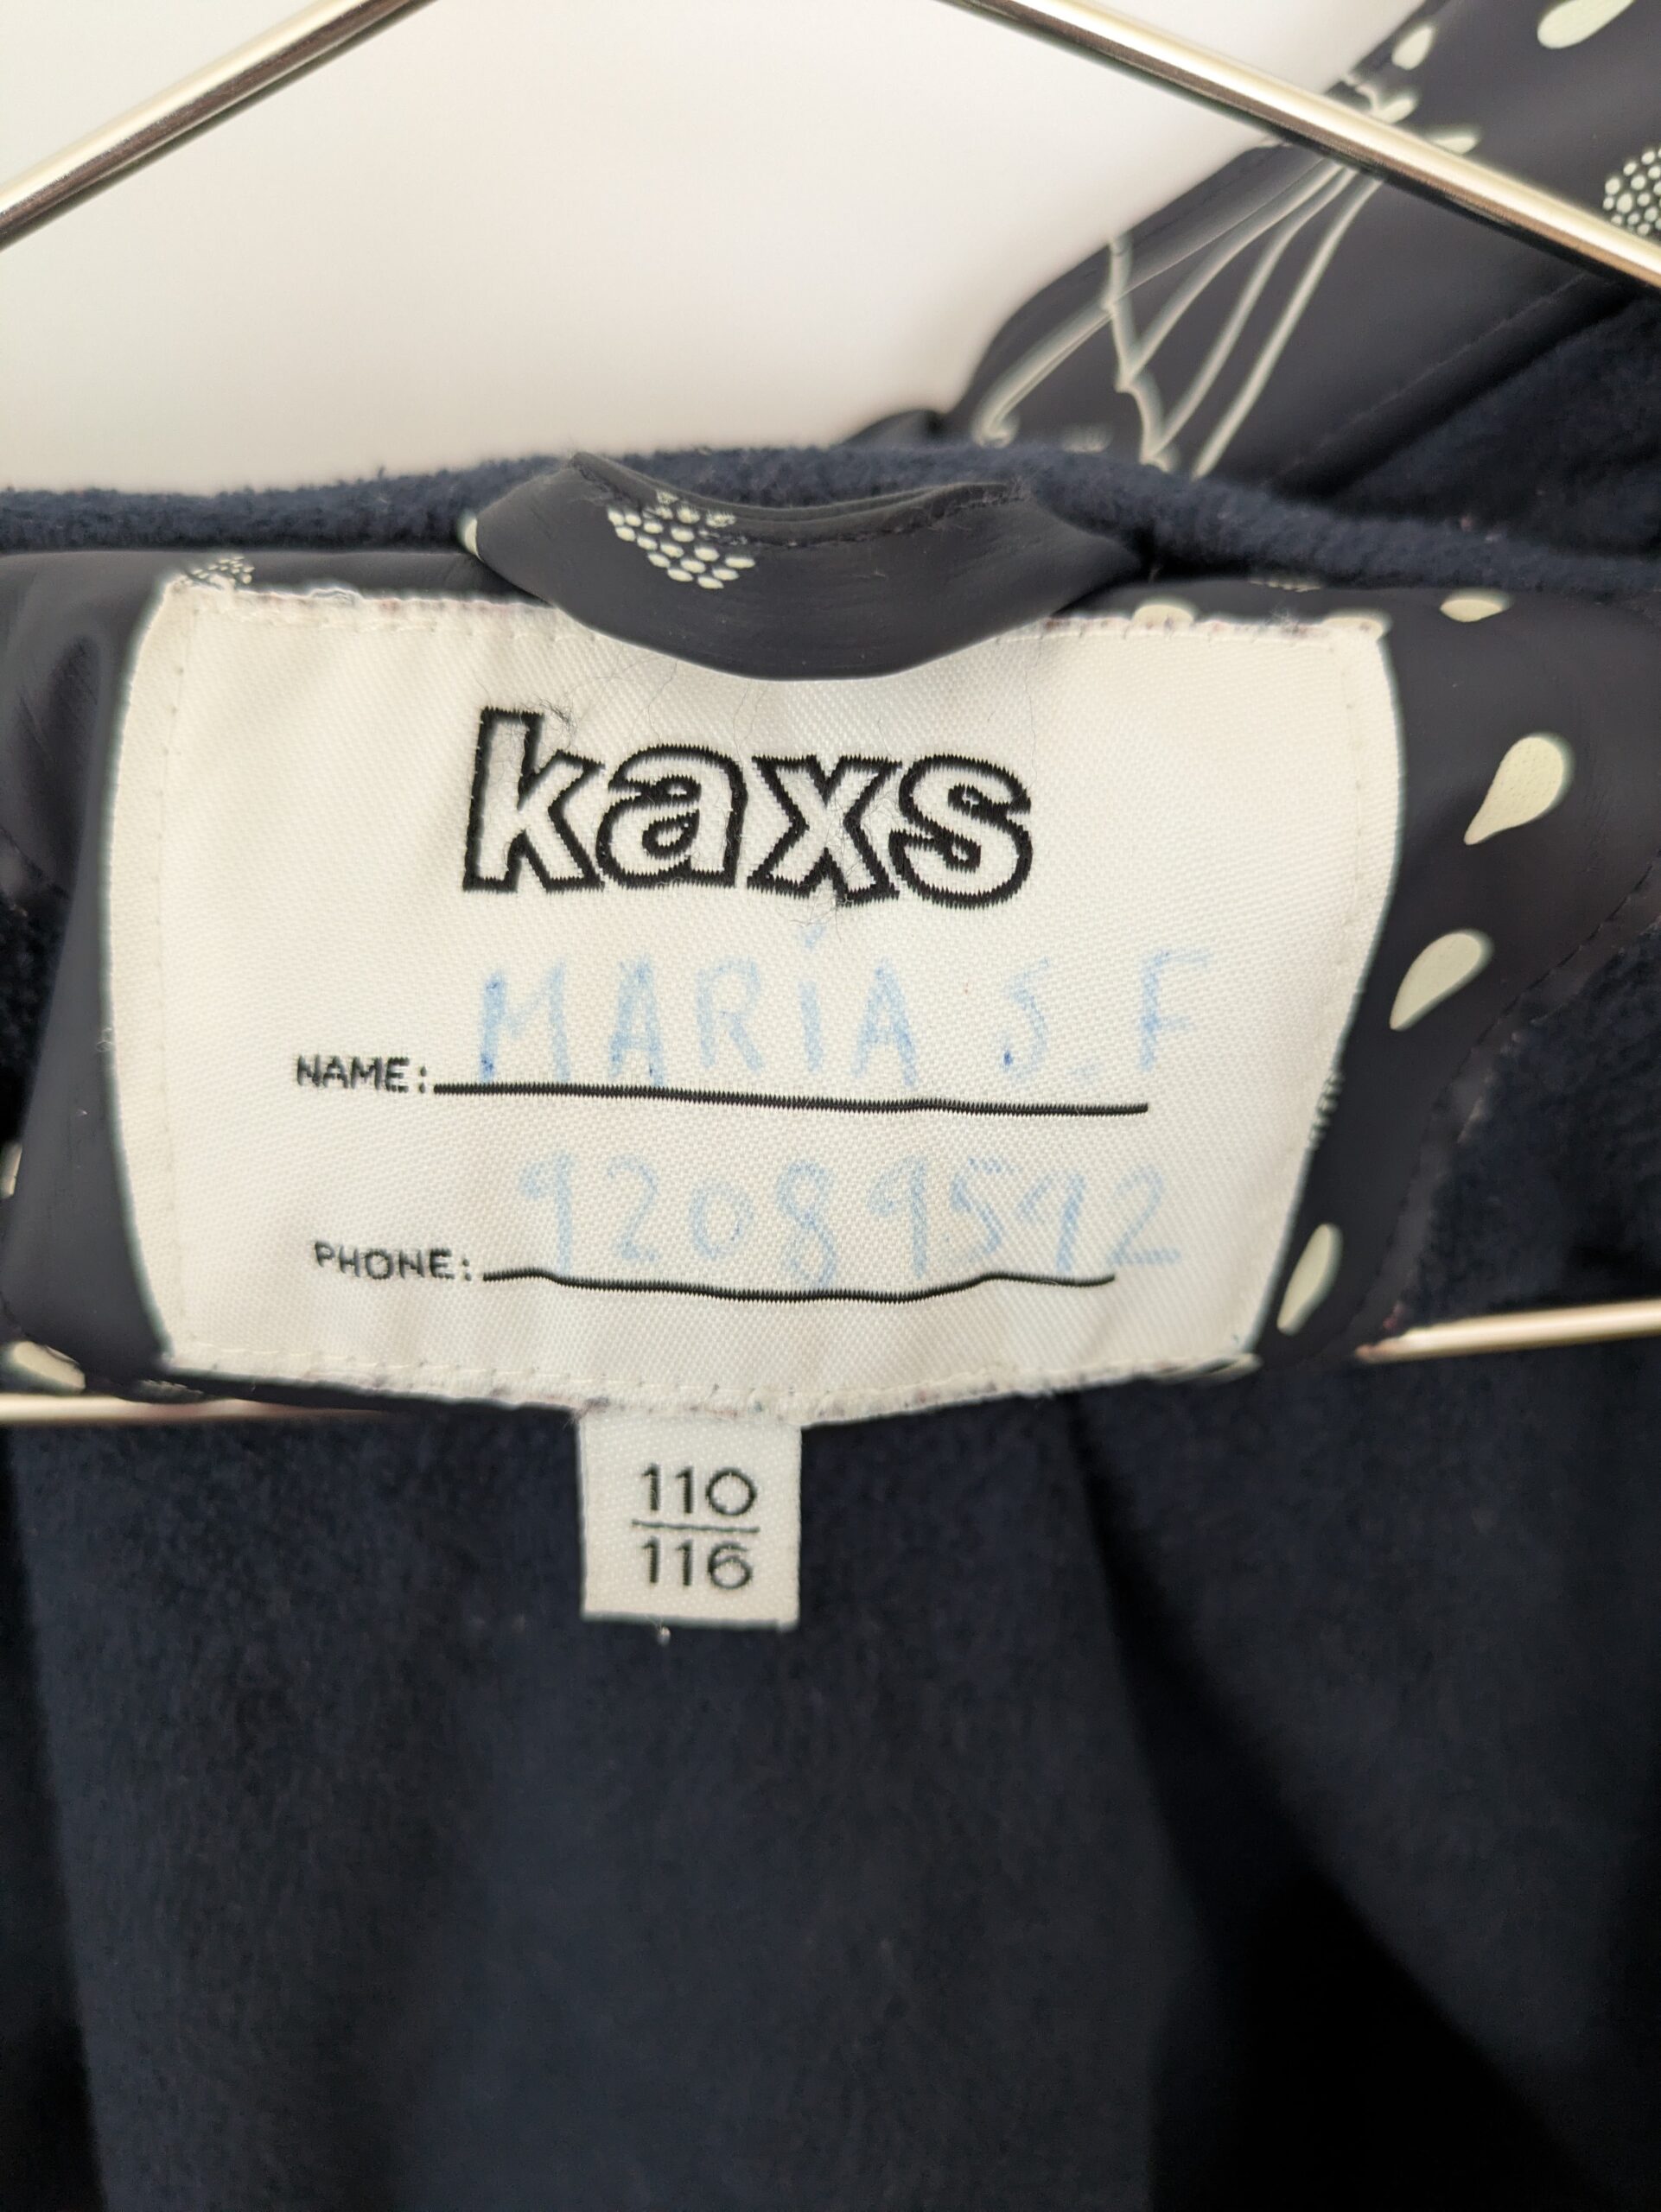 kaxs
NAME: MARiA S F
92089592
PHONE:
110
116